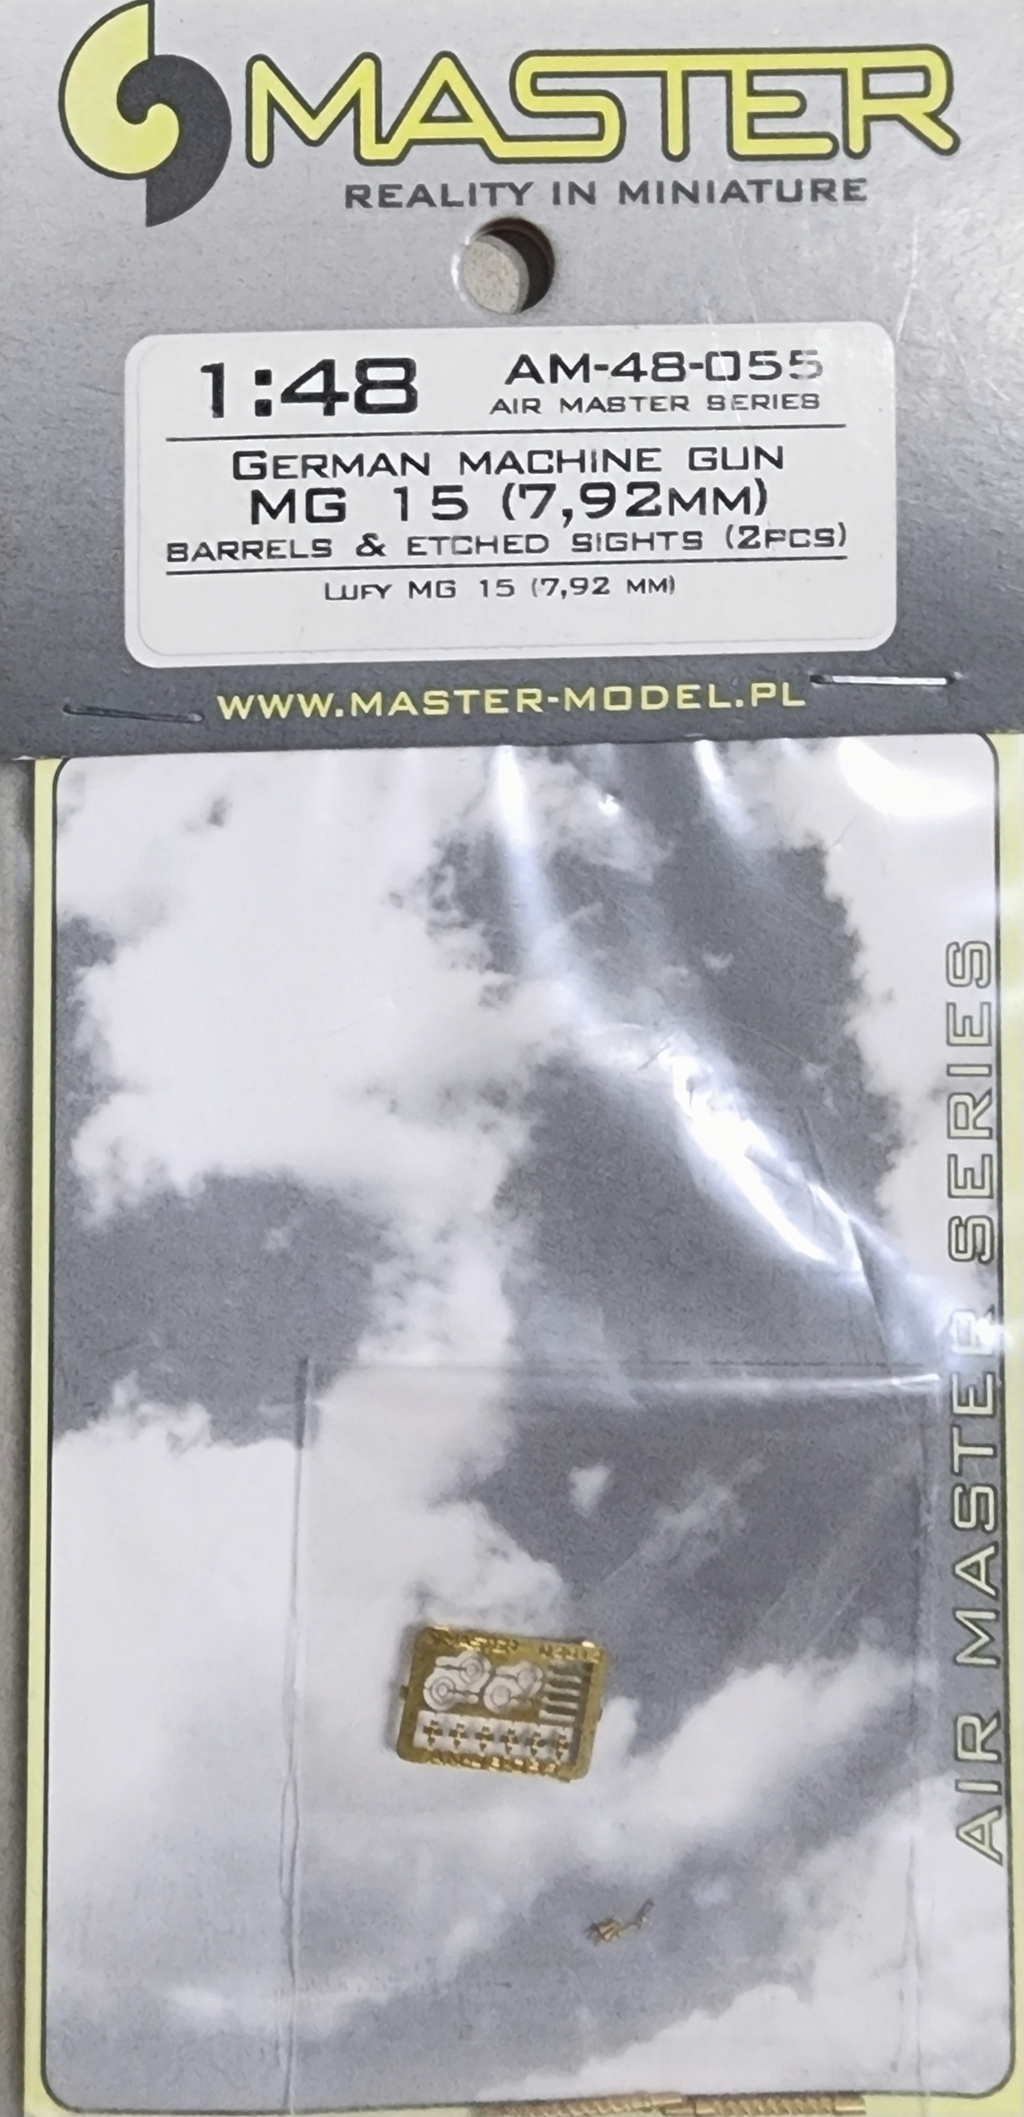 MASTER
REALITY IN MINIATURE
1:48
AM-48-055
AIR MASTER SERIES
GERMAN MACHINE GUN
MG 15 (7,92MM)
BARRELS & ETCHED SIGHTS (2PCS)
LUFY MG 15 (7,92 MM)
WWW.MASTER-MODEL.PL
AIR MASTER SERIES
MASTER